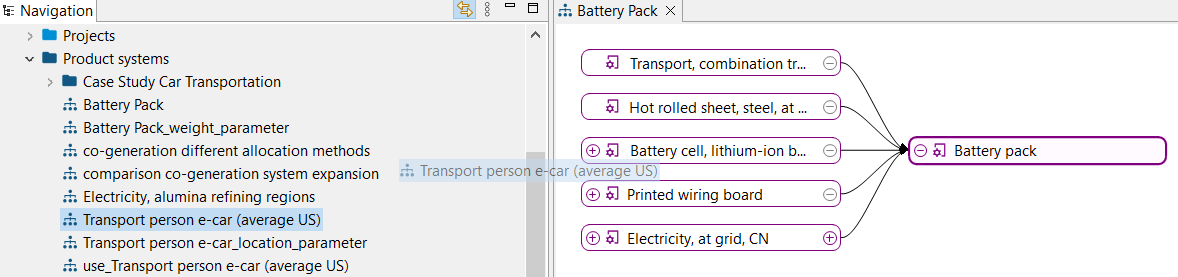 Navigation
Projects
Product systems
Case Study Car Transportation
Battery Pack
Battery Pack_weight_parameter
co-generation different allocation methods
comparison co-generation system expansion
Electricity, alumina refining regions
Transport person e-car (average US)
Transport person e-car_location_parameter
use_Transport person e-car (average US)
Transport person e-car (average US)
Battery Pack
Transport, combination tr...
Hot rolled sheet, steel, at ...
Battery cell, lithium-ion b...
Printed wiring board
Electricity, at grid, CN
Battery pack